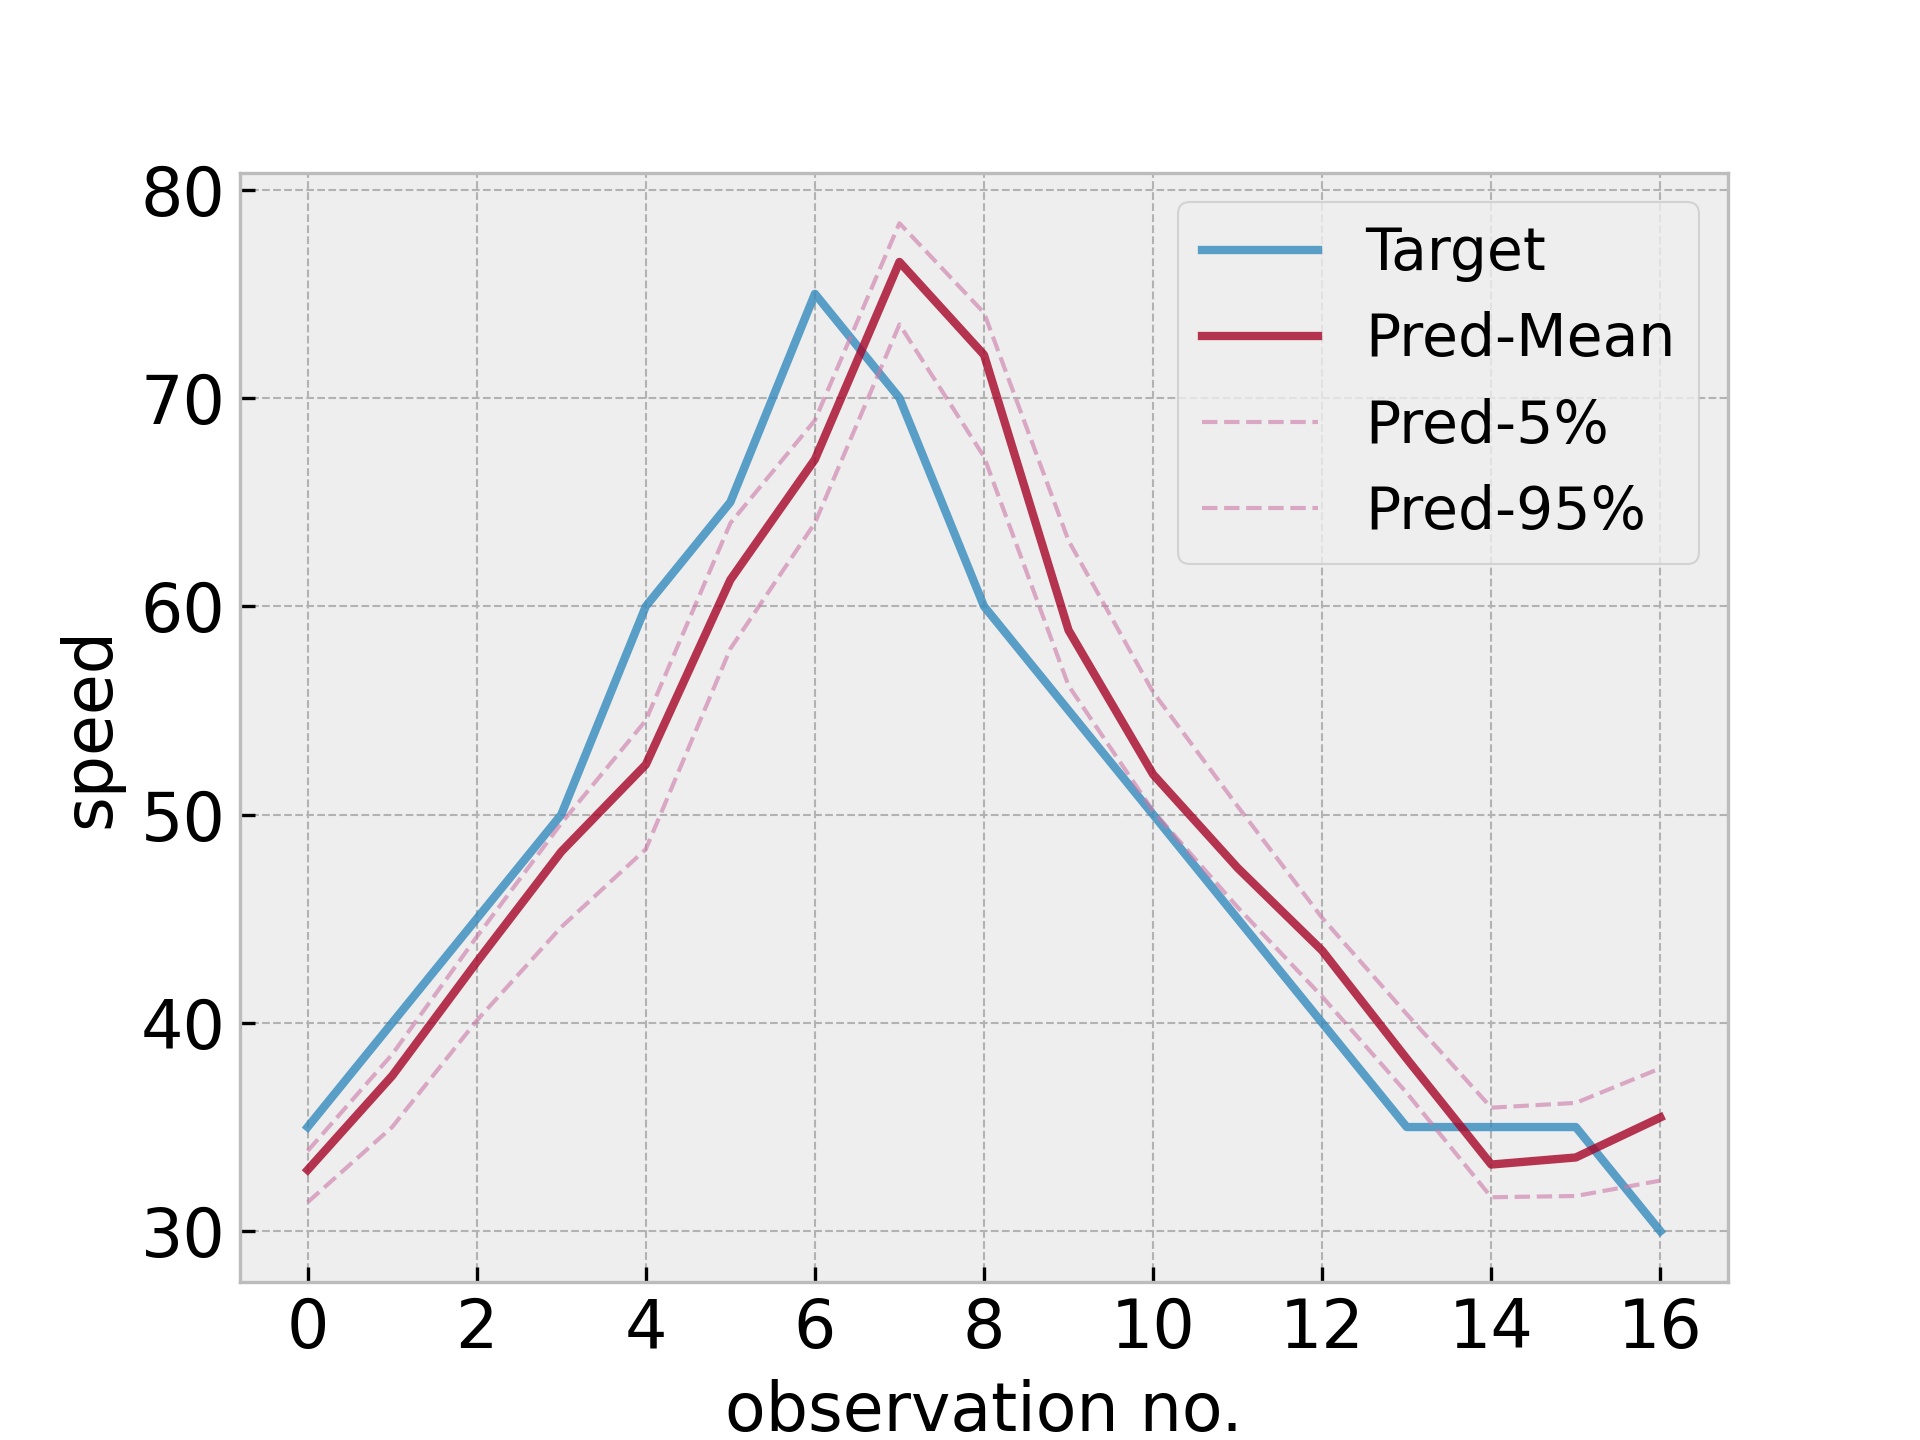 80
70
60
50
40
30
speed
Target
Pred-Mean
Pred-5%
Pred-95%
0 2 4 6 8 10 12 14 16
observation no.